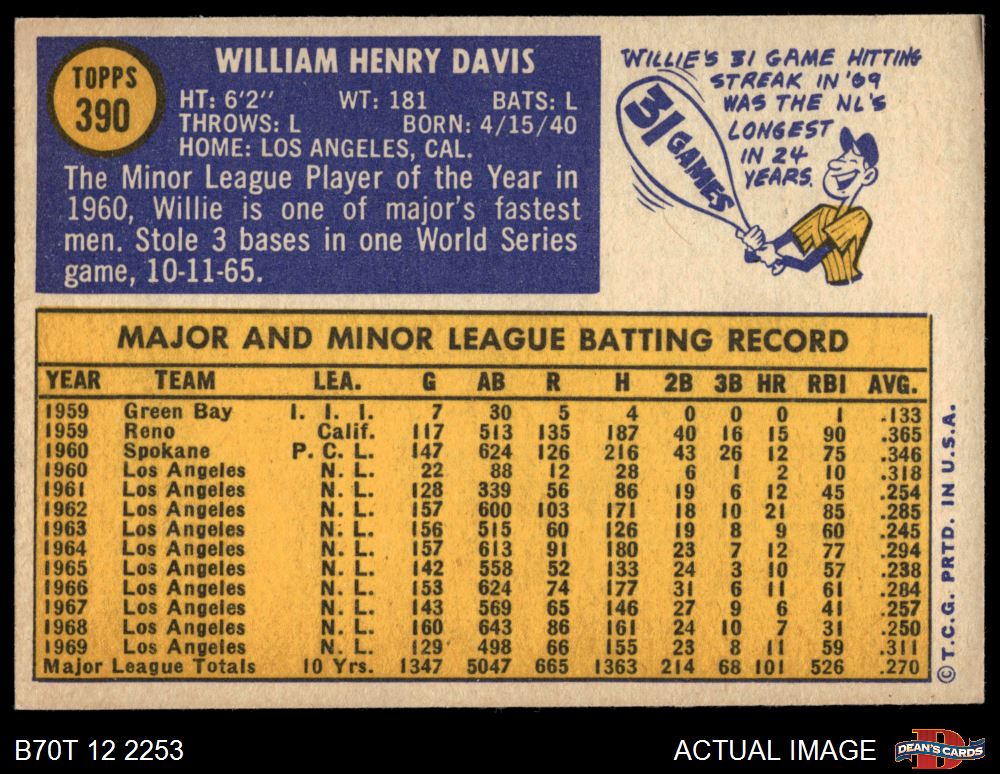 TOPPS
390
WILLIAM HENRY DAVIS
HT: 6'2" WT: 181 BATS: L
THROWS: L BORN: 4/15/40
HOME: LOS ANGELES, CAL.
The Minor League Player of the Year in
1960, Willie is one of major's fastest
men. Stole 3 bases in one World Series
game, 10-11-65.
WILLIE'S 31 GAME HITTING
STREAK IN '69
WAS THE NL'S
LONGEST
IN 24
YEARS.
31 GAMES
MAJOR AND MINOR LEAGUE BATTING RECORD
YEAR TEAM LEA. G AB R H 2B 3B HR RBI AVG.
1959 Green Bay I. I. I. 7 30 5 4 0 0 0 1 .133
1959 Reno Calif. 117 513 135 187 40 16 15 90 .365
1960 Spokane P. C. L. 147 624 126 216 43 26 12 75 .346
1960 Los Angeles N. L. 22 88 12 28 6 1 2 10 .318
1961 Los Angeles N. L. 128 339 56 86 19 6 12 45 .254
1962 Los Angeles N. L. 157 600 103 171 18 10 21 85 .285
1963 Los Angeles N. L. 156 515 60 126 19 8 9 60 .245
1964 Los Angeles N. L. 157 613 91 180 23 7 12 77 .294
1965 Los Angeles N. L. 142 558 52 133 24 3 10 57 .238
1966 Los Angeles N. L. 153 624 74 177 31 6 11 61 .284
1967 Los Angeles N. L. 143 569 65 146 27 9 6 41 .257
1968 Los Angeles N. L. 160 643 86 161 24 10 7 31 .250
1969 Los Angeles N. L. 129 498 66 155 23 8 11 59 .311
Major League Totals 10 Yrs. 1347 5047 665 1363 214 68 101 526 .270
© T.C.G. PRTD. IN U.S.A.
B70T 12 2253
ACTUAL IMAGE
D
DEAN'S CARDS